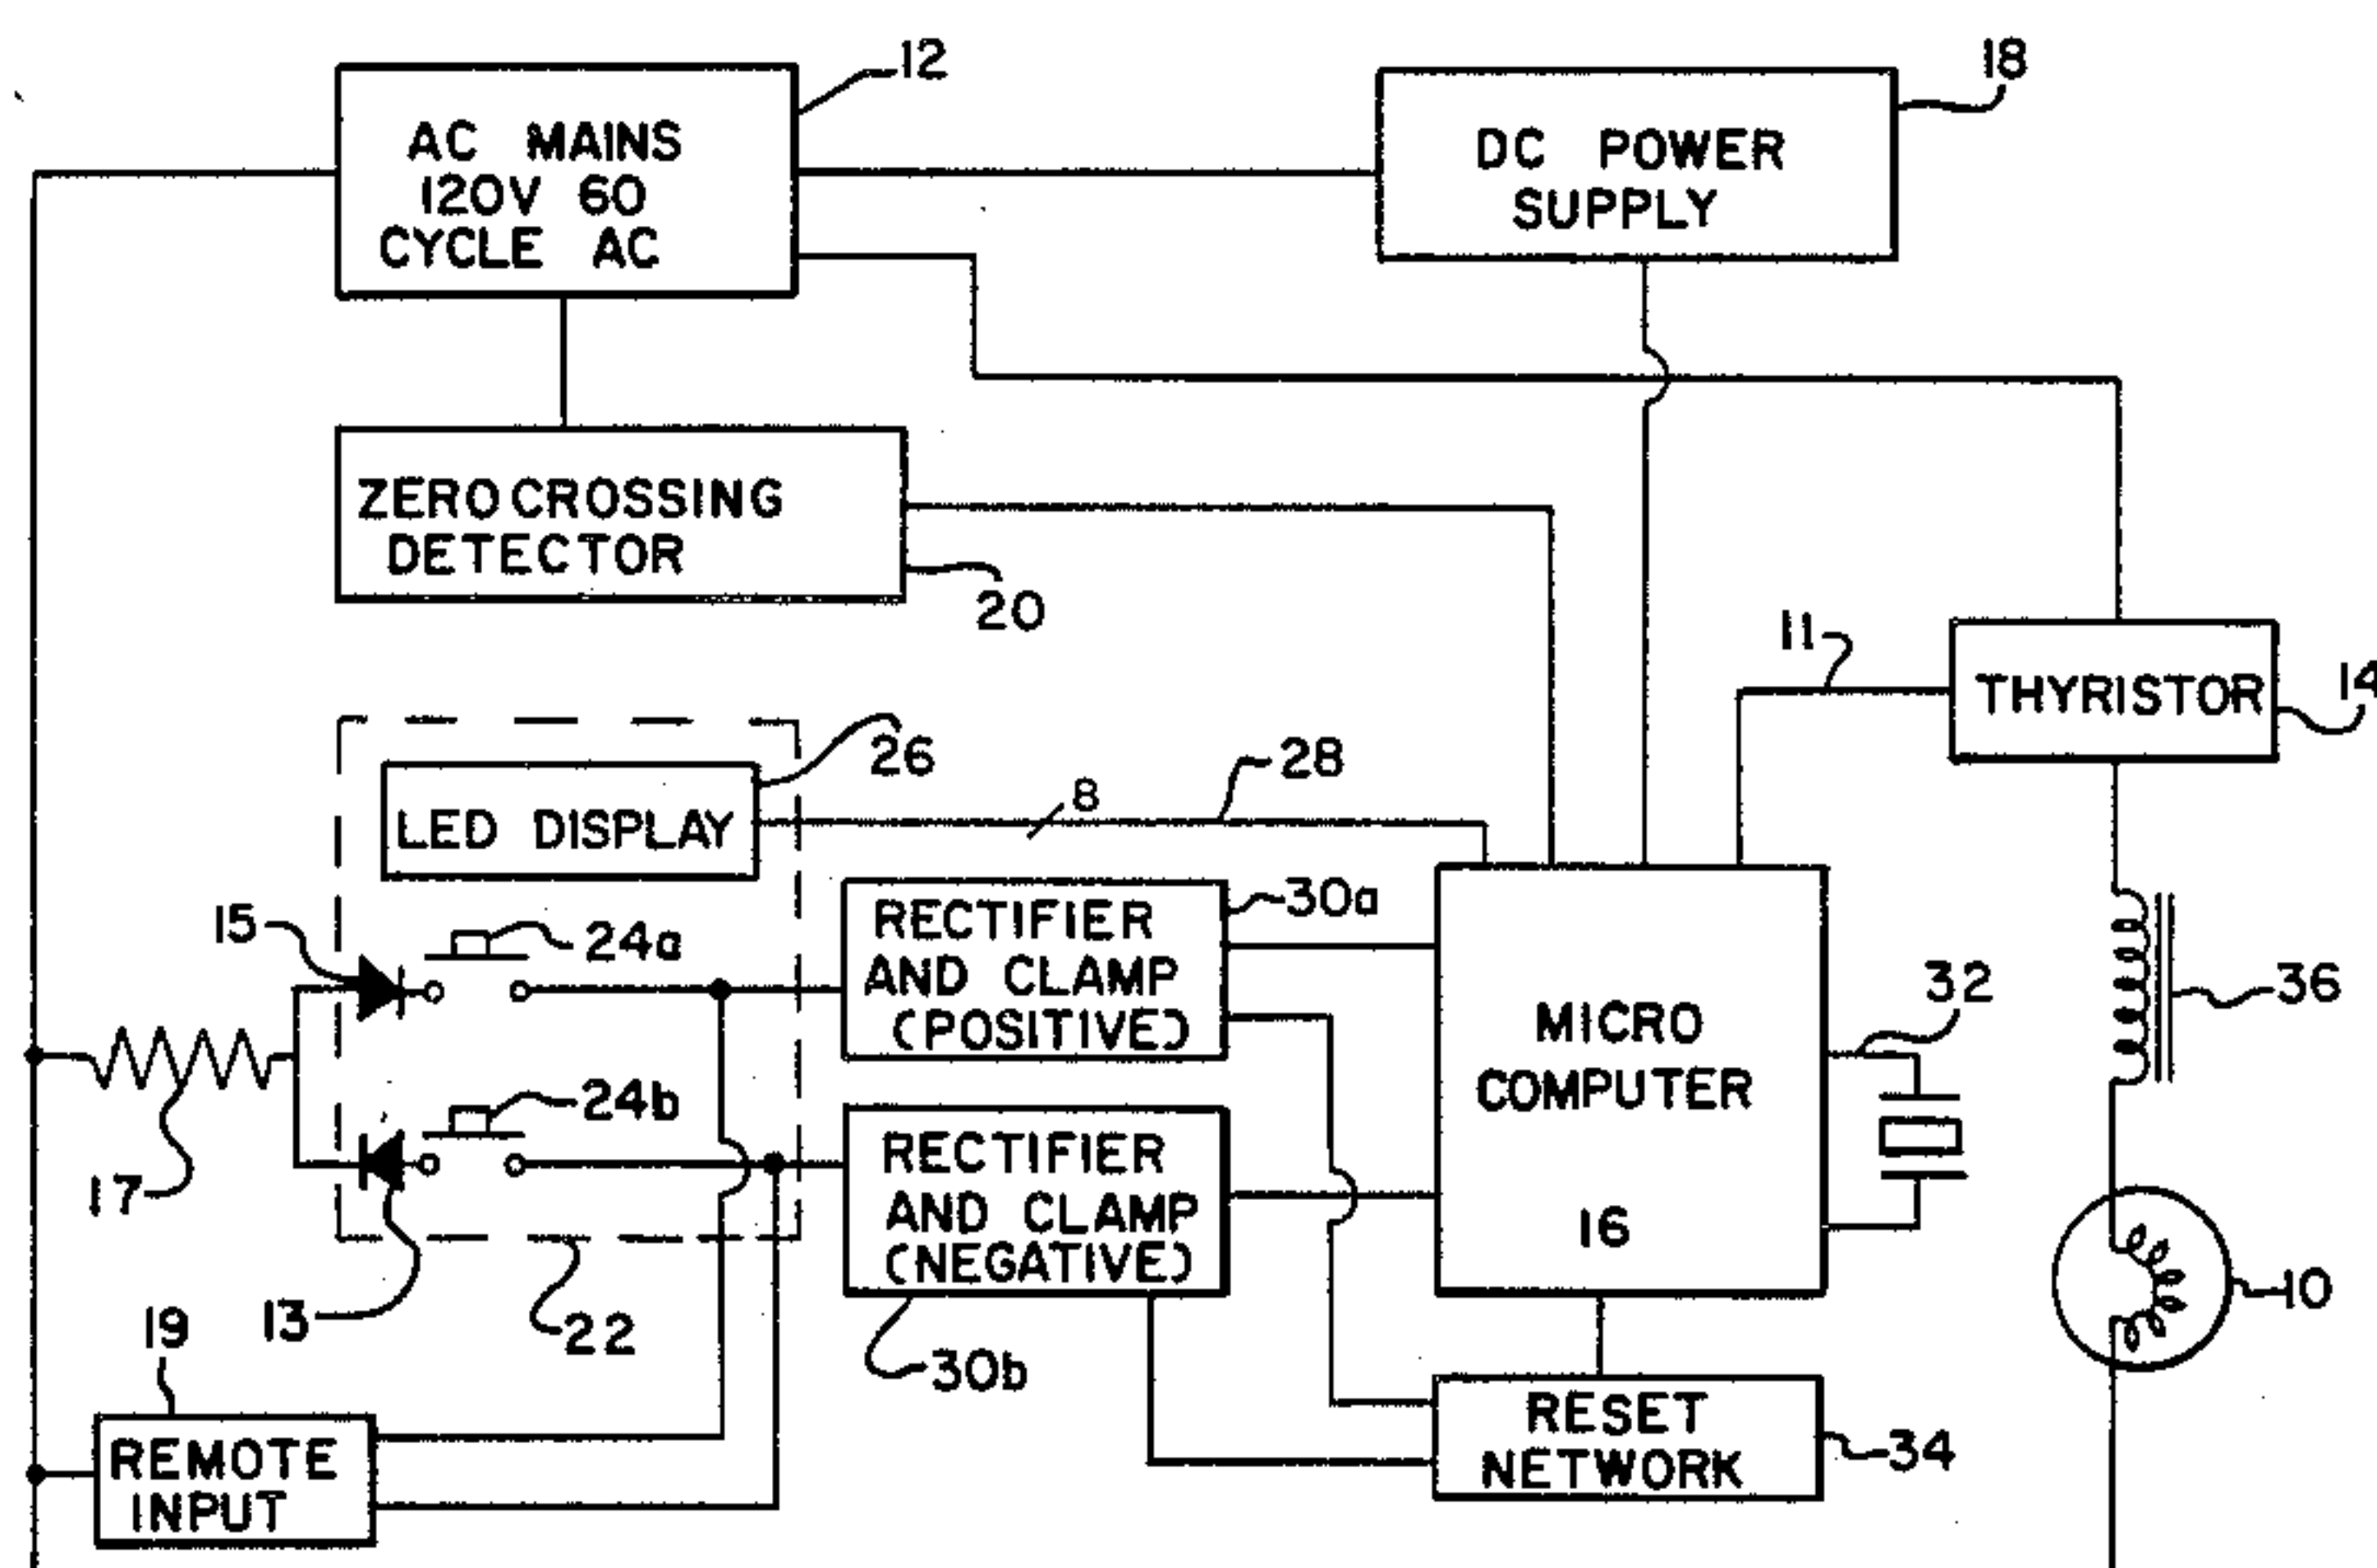 12
18
AC MAINS
120V 60
CYCLE AC
DC POWER
SUPPLY
ZERO CROSSING
DETECTOR
20
11
THYRISTOR
14
26
LED DISPLAY
8
28
15
24a
RECTIFIER
AND CLAMP
(POSITIVE)
30a
MICRO
COMPUTER
16
32
36
17
24b
RECTIFIER
AND CLAMP
(NEGATIVE)
13
22
30b
10
19
REMOTE
INPUT
RESET
NETWORK
34